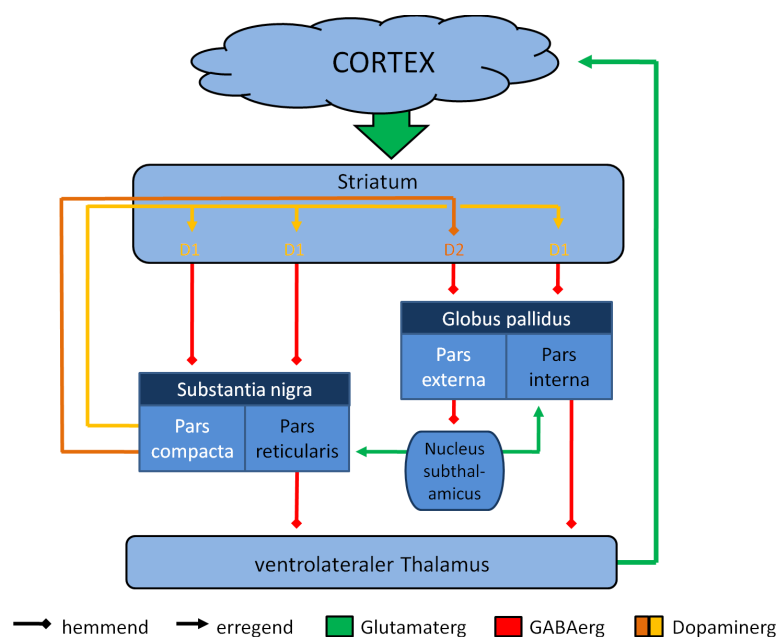 CORTEX
Striatum
D1
D1
D2
D1
Globus pallidus
Pars
externa
Pars
interna
Substantia nigra
Pars
compacta
Pars
reticularis
Nucleus
subthal-
amicus
ventrolateraler Thalamus
hemmend
erregend
Glutamaterg
GABAerg
Dopaminerg